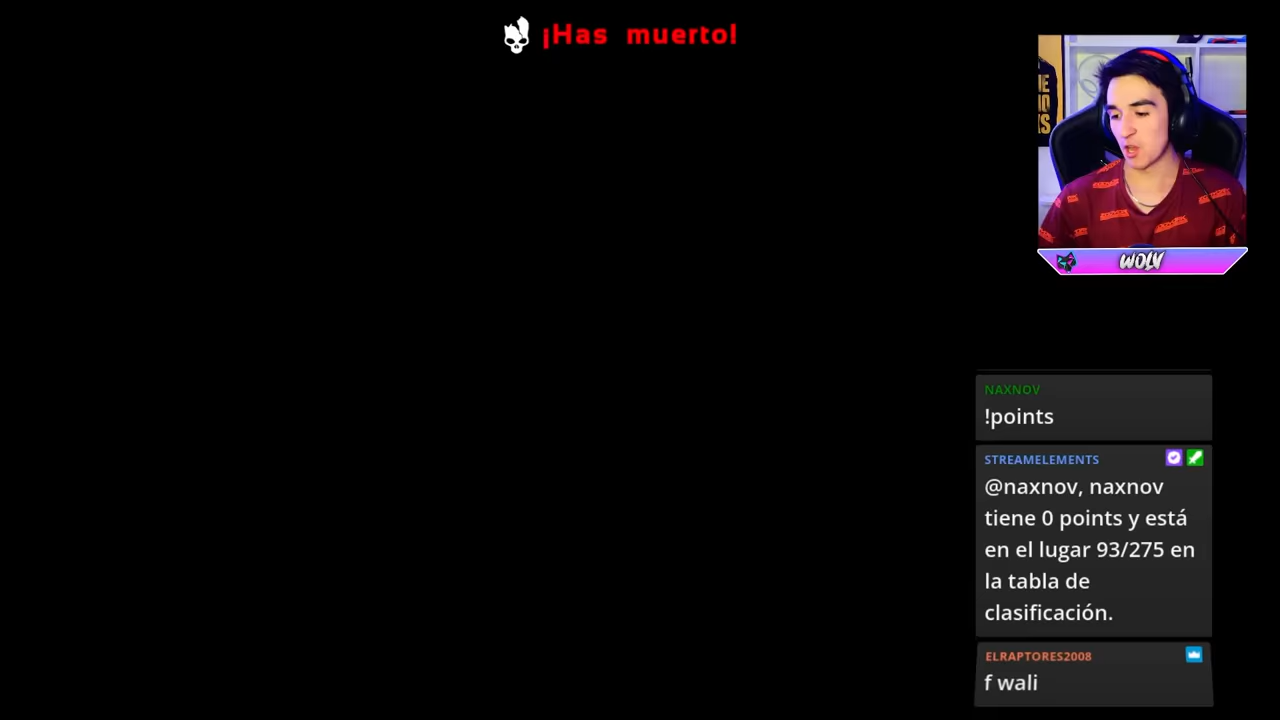 ¡Has muerto!
WOLV
NAXNOV
!points
STREAMELEMENTS
@naxnov, naxnov
tiene 0 points y está
en el lugar 93/275 en
la tabla de
clasificación.
ELRAPTORES2008
f wali